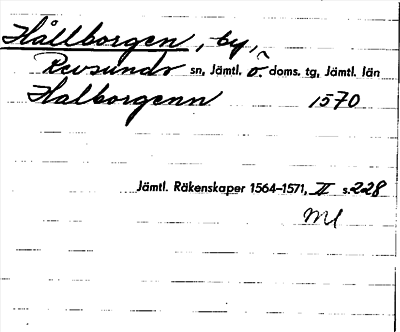 Hållborgen, by,
Revsunds sn, Jämtl. ö. doms. tg, Jämtl. län
Halborgenn 1570
Jämtl. Räkenskaper 1564–1571, II s. 228